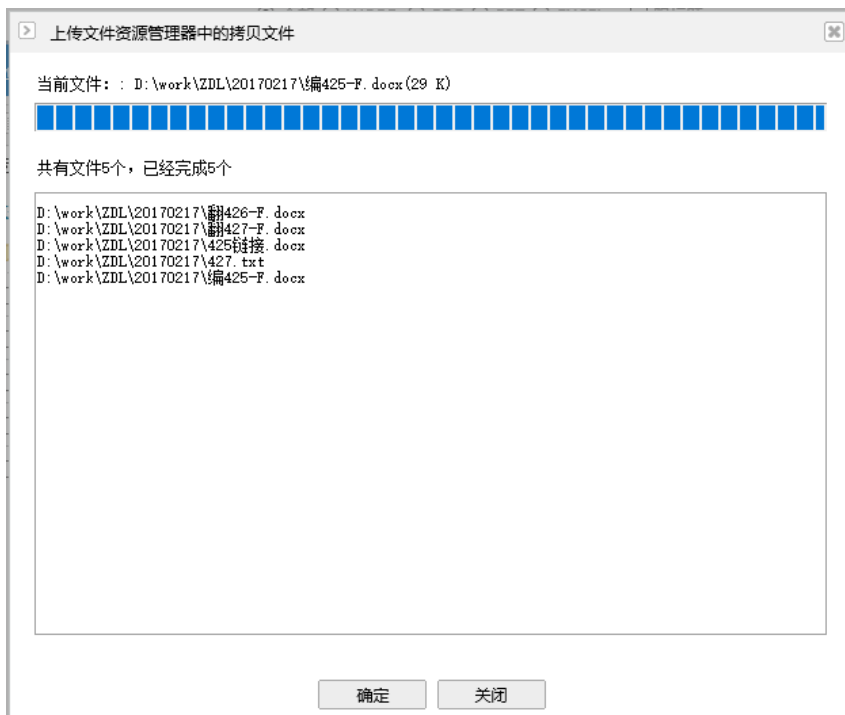 上传文件资源管理器中的拷贝文件
当前文件：: D:\work\ZDL\20170217\编425-F.docx(29 K)
共有文件5个，已经完成5个
D:\work\ZDL\20170217\翻426-F.docx
D:\work\ZDL\20170217\翻427-F.docx
D:\work\ZDL\20170217\425链接.docx
D:\work\ZDL\20170217\427.txt
D:\work\ZDL\20170217\编425-F.docx
确定 关闭